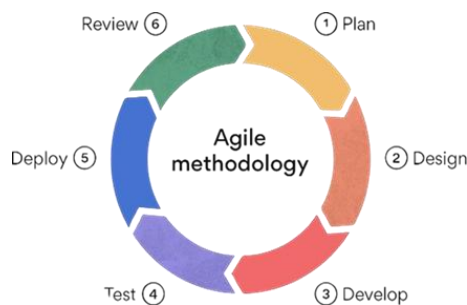 Review 6
1 Plan
Deploy 5
Agile
methodology
2 Design
Test 4
3 Develop